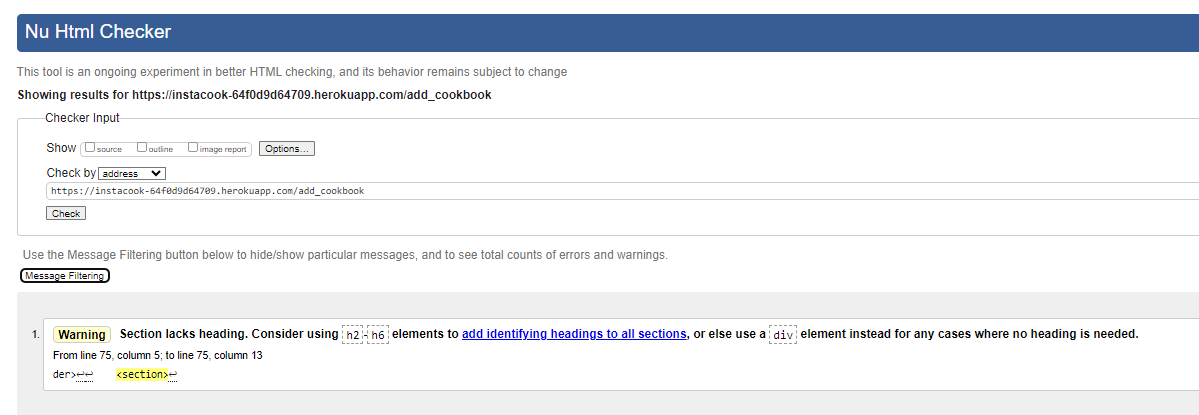 Nu Html Checker
This tool is an ongoing experiment in better HTML checking, and its behavior remains subject to change
Showing results for https://instacook-64f0d9d64709.herokuapp.com/add_cookbook
Checker Input
Show source outline image report Options...
Check by address
https://instacook-64f0d9d64709.herokuapp.com/add_cookbook
Check
Use the Message Filtering button below to hide/show particular messages, and to see total counts of errors and warnings.
Message Filtering
1. Warning Section lacks heading. Consider using h2-h6 elements to add identifying headings to all sections, or else use a div element instead for any cases where no heading is needed.
From line 75, column 5; to line 75, column 13
der>↩↩ <section>↩